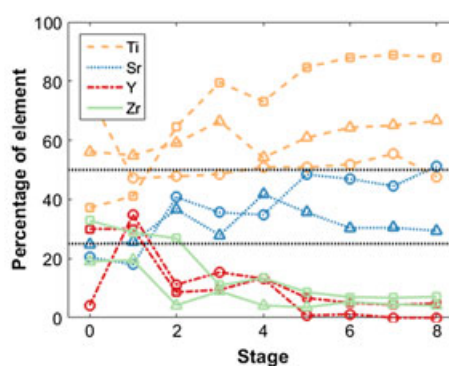 100
80
60
40
20
0
Percentage of element
Ti
Sr
Y
Zr
0 2 4 6 8
Stage